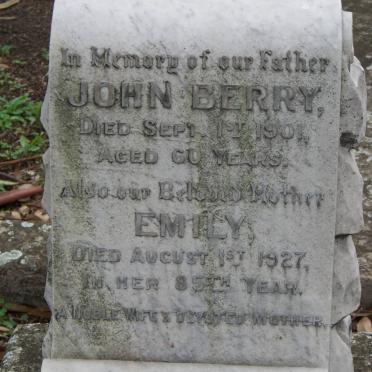 In Memory of our Father
JOHN BERRY,
DIED SEPT. 1ST 1901,
AGED 60 YEARS.
Also our Beloved Mother
EMILY,
DIED AUGUST 1ST 1927,
IN HER 85TH YEAR.
A NOBLE WIFE & DEVOTED MOTHER.